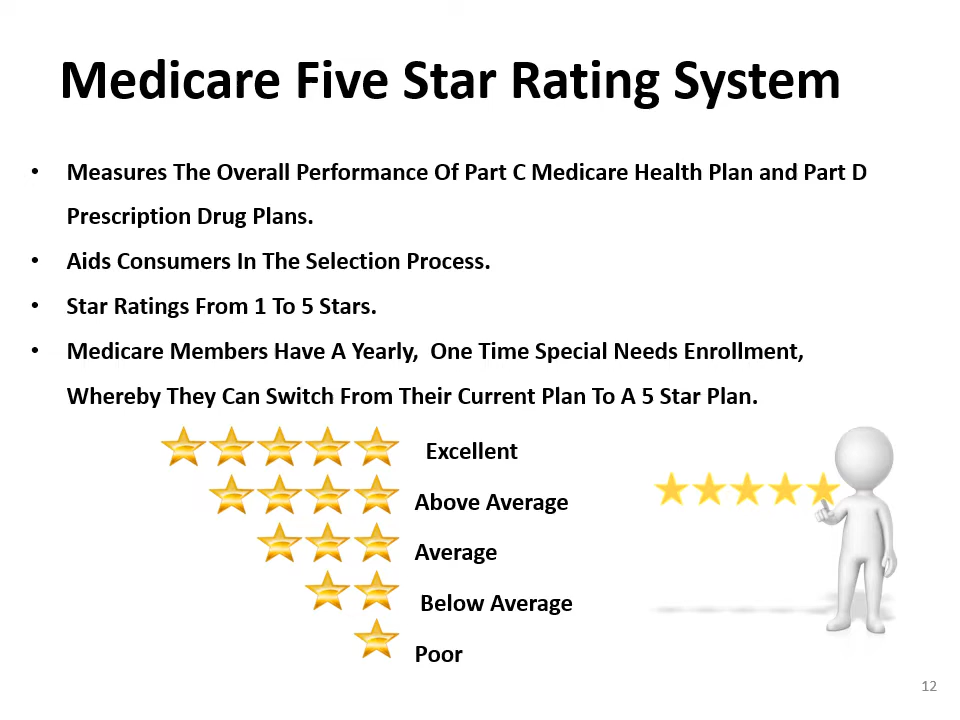 Medicare Five Star Rating System
• Measures The Overall Performance Of Part C Medicare Health Plan and Part D
Prescription Drug Plans.
• Aids Consumers In The Selection Process.
• Star Ratings From 1 To 5 Stars.
• Medicare Members Have A Yearly,  One Time Special Needs Enrollment,
Whereby They Can Switch From Their Current Plan To A 5 Star Plan.
Excellent
Above Average
Average
Below Average
Poor
12